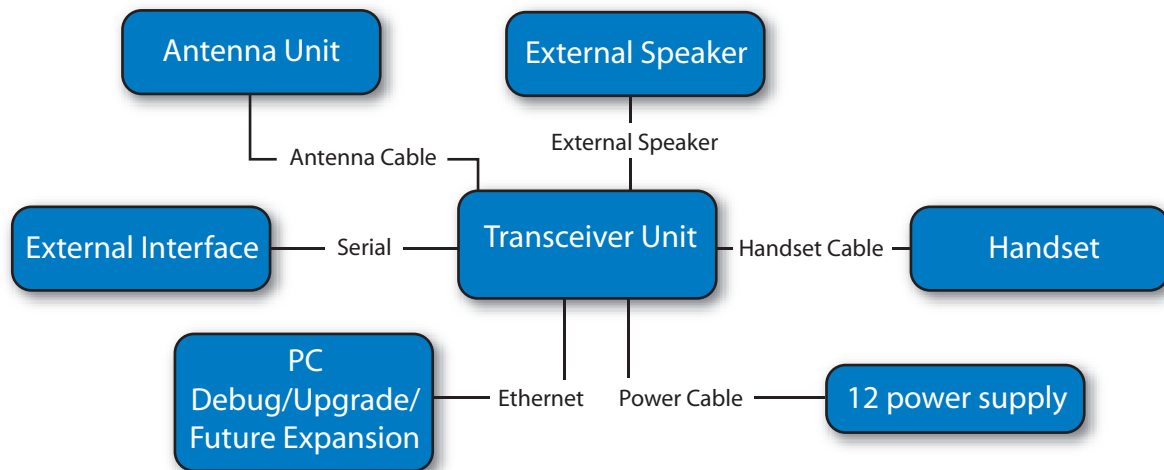 Antenna Unit
External Speaker
External Speaker
Antenna Cable
External Interface
Serial
Transceiver Unit
Handset Cable
Handset
PC
Debug/Upgrade/
Future Expansion
Ethernet
Power Cable
12 power supply